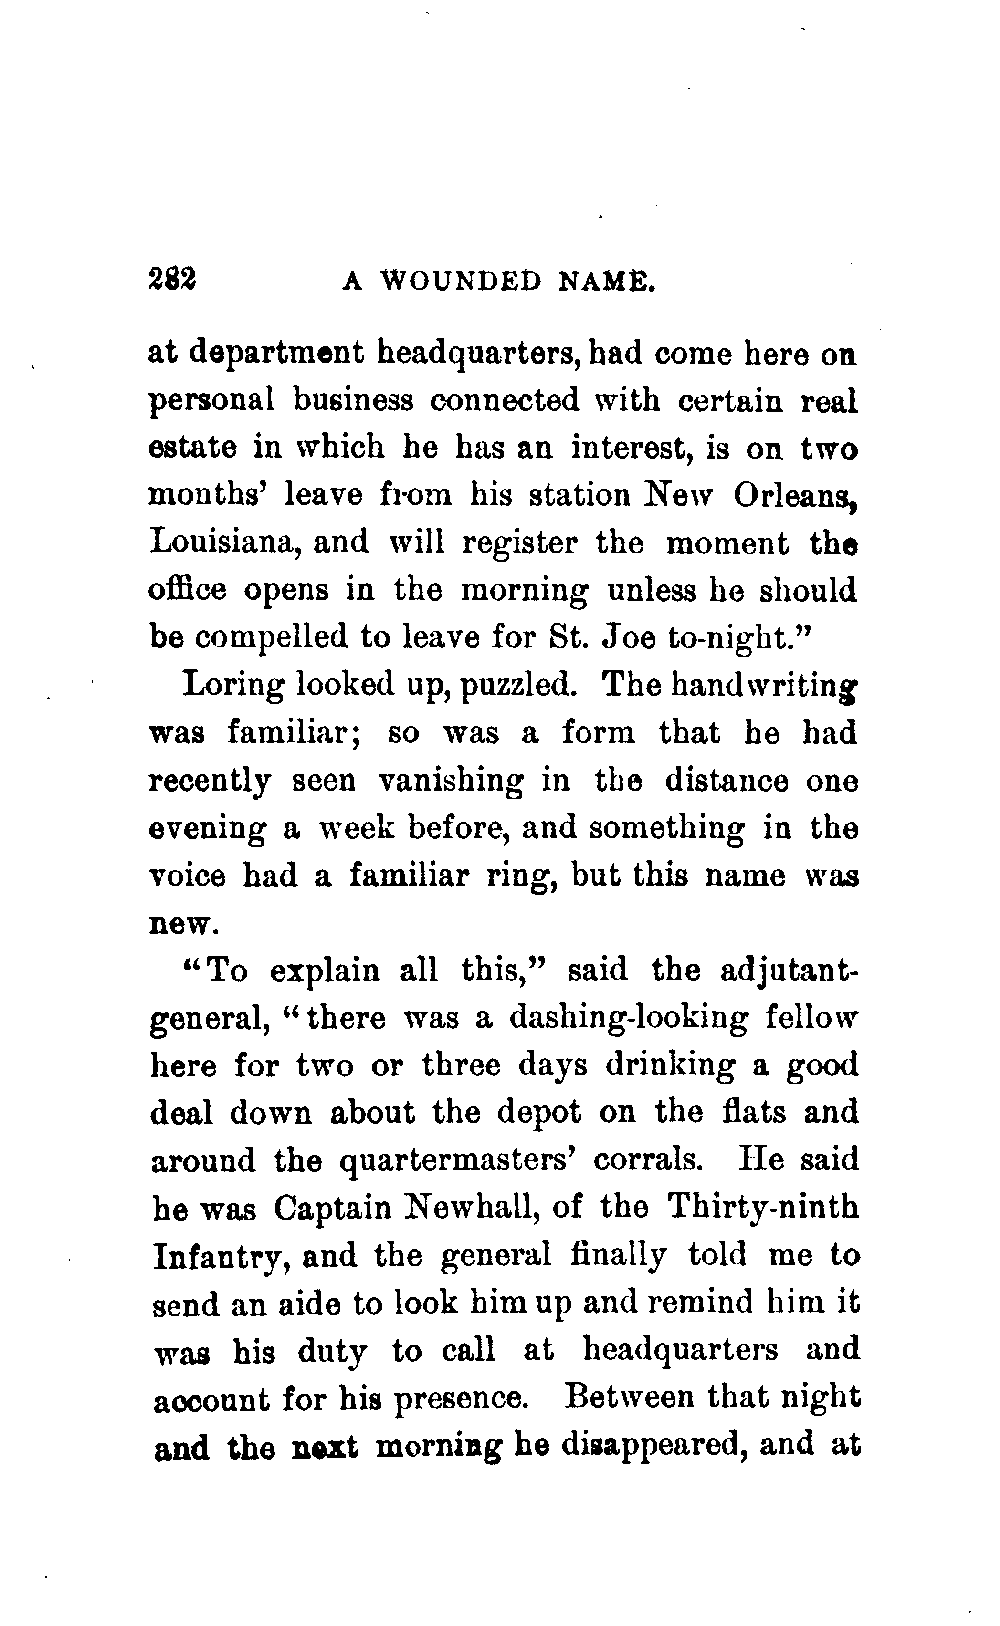 282 A WOUNDED NAME.
at department headquarters, had come here on
personal business connected with certain real
estate in which he has an interest, is on two
months' leave from his station New Orleans,
Louisiana, and will register the moment the
office opens in the morning unless he should
be compelled to leave for St. Joe to-night."
Loring looked up, puzzled. The handwriting
was familiar; so was a form that he had
recently seen vanishing in the distance one
evening a week before, and something in the
voice had a familiar ring, but this name was
new.
"To explain all this," said the adjutant-
general, "there was a dashing-looking fellow
here for two or three days drinking a good
deal down about the depot on the flats and
around the quartermasters' corrals. He said
he was Captain Newhall, of the Thirty-ninth
Infantry, and the general finally told me to
send an aide to look him up and remind him it
was his duty to call at headquarters and
account for his presence. Between that night
and the next morning he disappeared, and at